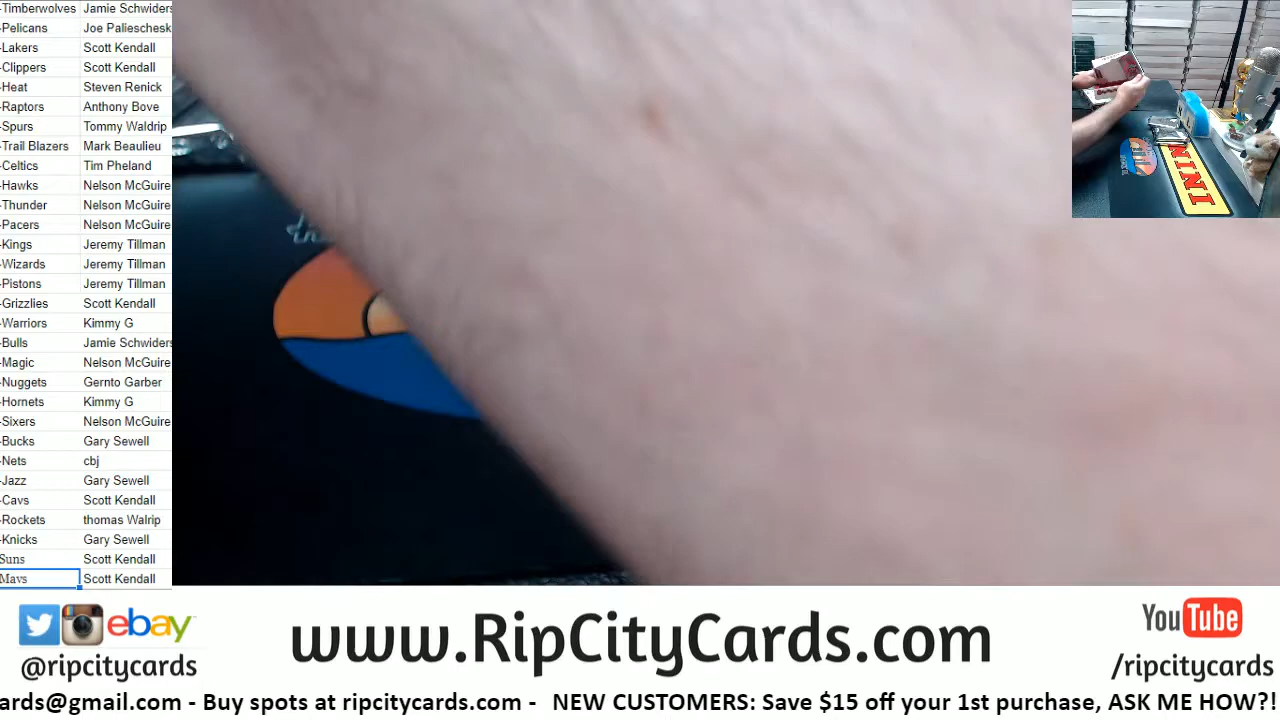 -Timberwolves Jamie Schwiders
-Pelicans Joe Palieschesk
-Lakers Scott Kendall
-Clippers Scott Kendall
-Heat Steven Renick
-Raptors Anthony Bove
-Spurs Tommy Waldrip
-Trail Blazers Mark Beaulieu
-Celtics Tim Pheland
-Hawks Nelson McGuire
-Thunder Nelson McGuire
-Pacers Nelson McGuire
-Kings Jeremy Tillman
-Wizards Jeremy Tillman
-Pistons Jeremy Tillman
-Grizzlies Scott Kendall
-Warriors Kimmy G
-Bulls Jamie Schwiders
-Magic Nelson McGuire
-Nuggets Gernto Garber
-Hornets Kimmy G
-Sixers Nelson McGuire
-Bucks Gary Sewell
-Nets cbj
-Jazz Gary Sewell
-Cavs Scott Kendall
-Rockets thomas Walrip
-Knicks Gary Sewell
Suns Scott Kendall
Mavs Scott Kendall
ebay
@ripcitycards
www.RipCityCards.com
YouTube
/ripcitycards
ards@gmail.com - Buy spots at ripcitycards.com - NEW CUSTOMERS: Save $15 off your 1st purchase, ASK ME HOW?!